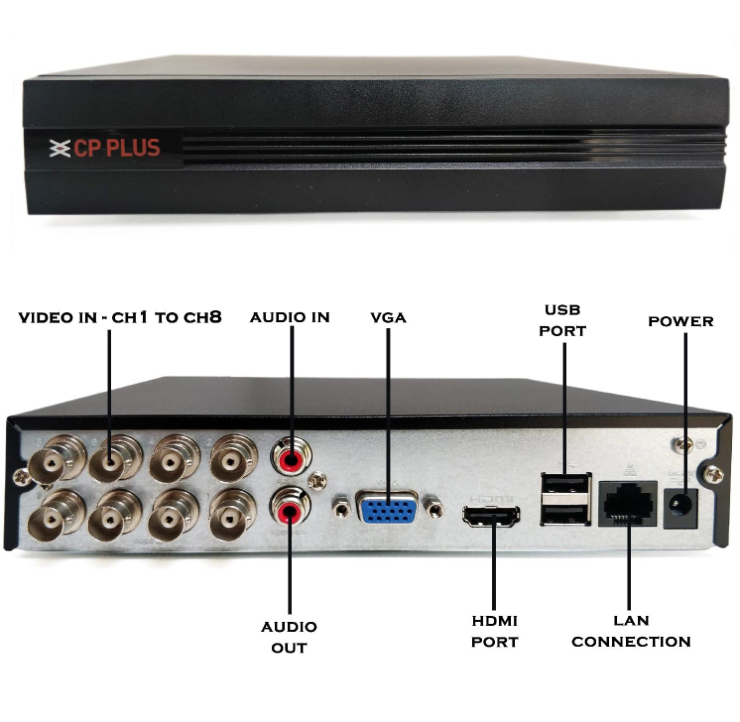 CP PLUS
VIDEO IN - CH1 TO CH8
AUDIO IN
VGA
USB
PORT
POWER
HDMI
AUDIO
OUT
HDMI
PORT
LAN
CONNECTION